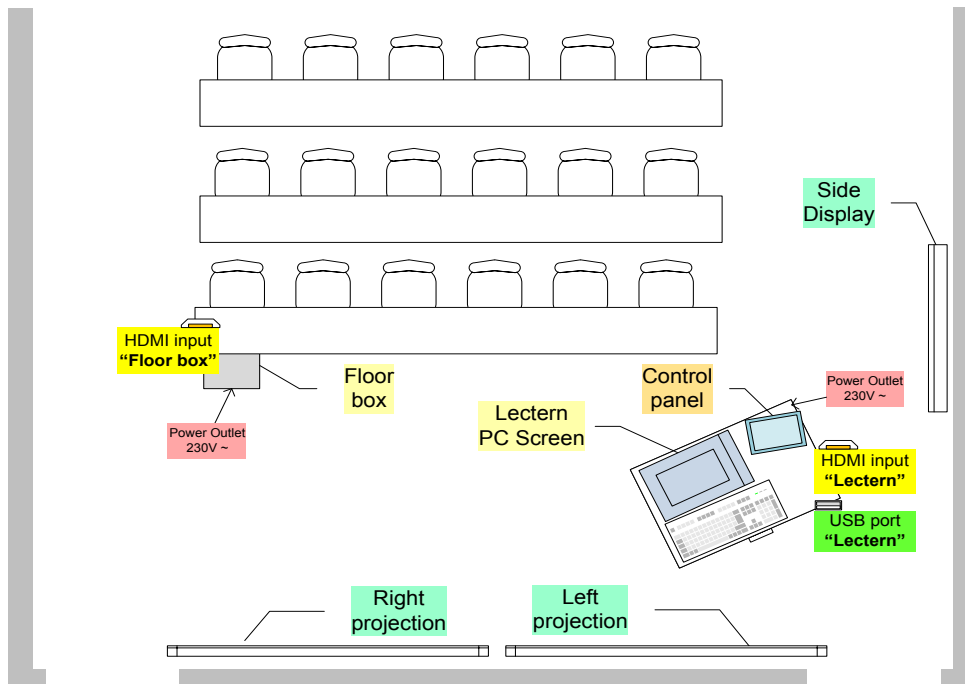 Side
Display
HDMI input
“Floor box”
Floor
box
Control
panel
Power Outlet
230V ~
Power Outlet
230V ~
Lectern
PC Screen
HDMI input
“Lectern”
USB port
“Lectern”
Right
projection
Left
projection